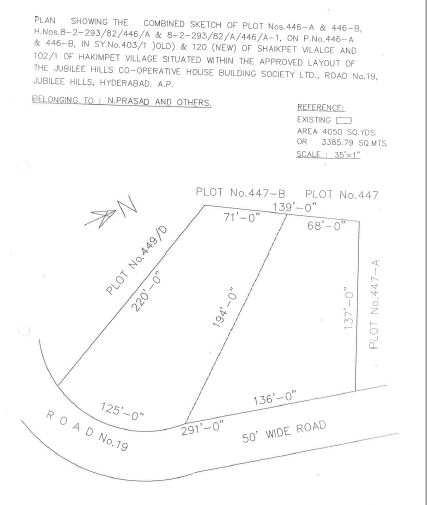 PLAN SHOWING THE COMBINED SKETCH OF PLOT Nos.446-A & 446-B,
H.Nos.8-2-293/82/446/A & 8-2-293/82/A/446/A-1, ON P.No.446-A
& 446-B, IN SY.No.403/1 )OLD) & 120 (NEW) OF SHAIKPET VILALGE AND
102/1 OF HAKIMPET VILLAGE SITUATED WITHIN THE APPROVED LAYOUT OF
THE JUBILEE HILLS CO-OPERATIVE HOUSE BUILDING SOCIETY LTD., ROAD No.19,
JUBILEE HILLS, HYDERABAD. A.P.
BELONGING TO : N.PRASAD AND OTHERS.
REFERENCE:
EXISTING
AREA 4050 SQ.YDS.
OR 3385.79 SQ.MTS.
SCALE : 35'=1"
PLOT No.447-B PLOT No.447
139'-0"
71'-0"
68'-0"
N
PLOT No.449/D
220'-0"
194'-0"
137'-0"
PLOT No.447-A
125'-0"
136'-0"
291'-0"
ROAD No.19
50' WIDE ROAD